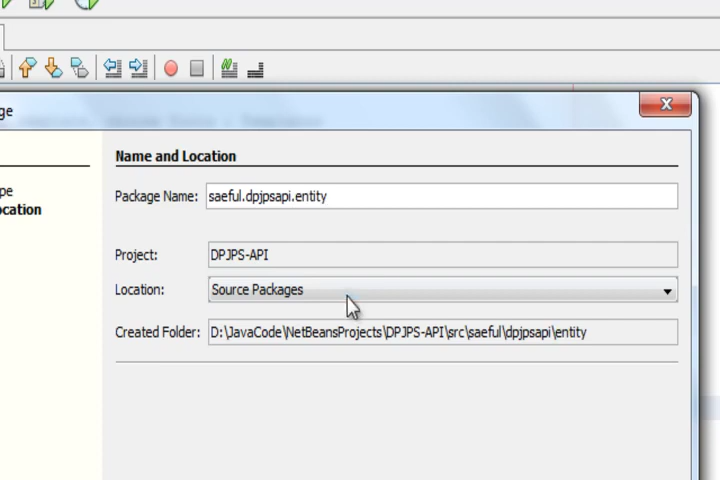 ge
Name and Location
pe
Package Name: saeful.dpjpsapi.entity
ocation
Project: DPJPS-API
Location: Source Packages
Created Folder: D:\JavaCode\NetBeansProjects\DPJPS-API\src\saeful\dpjpsapi\entity